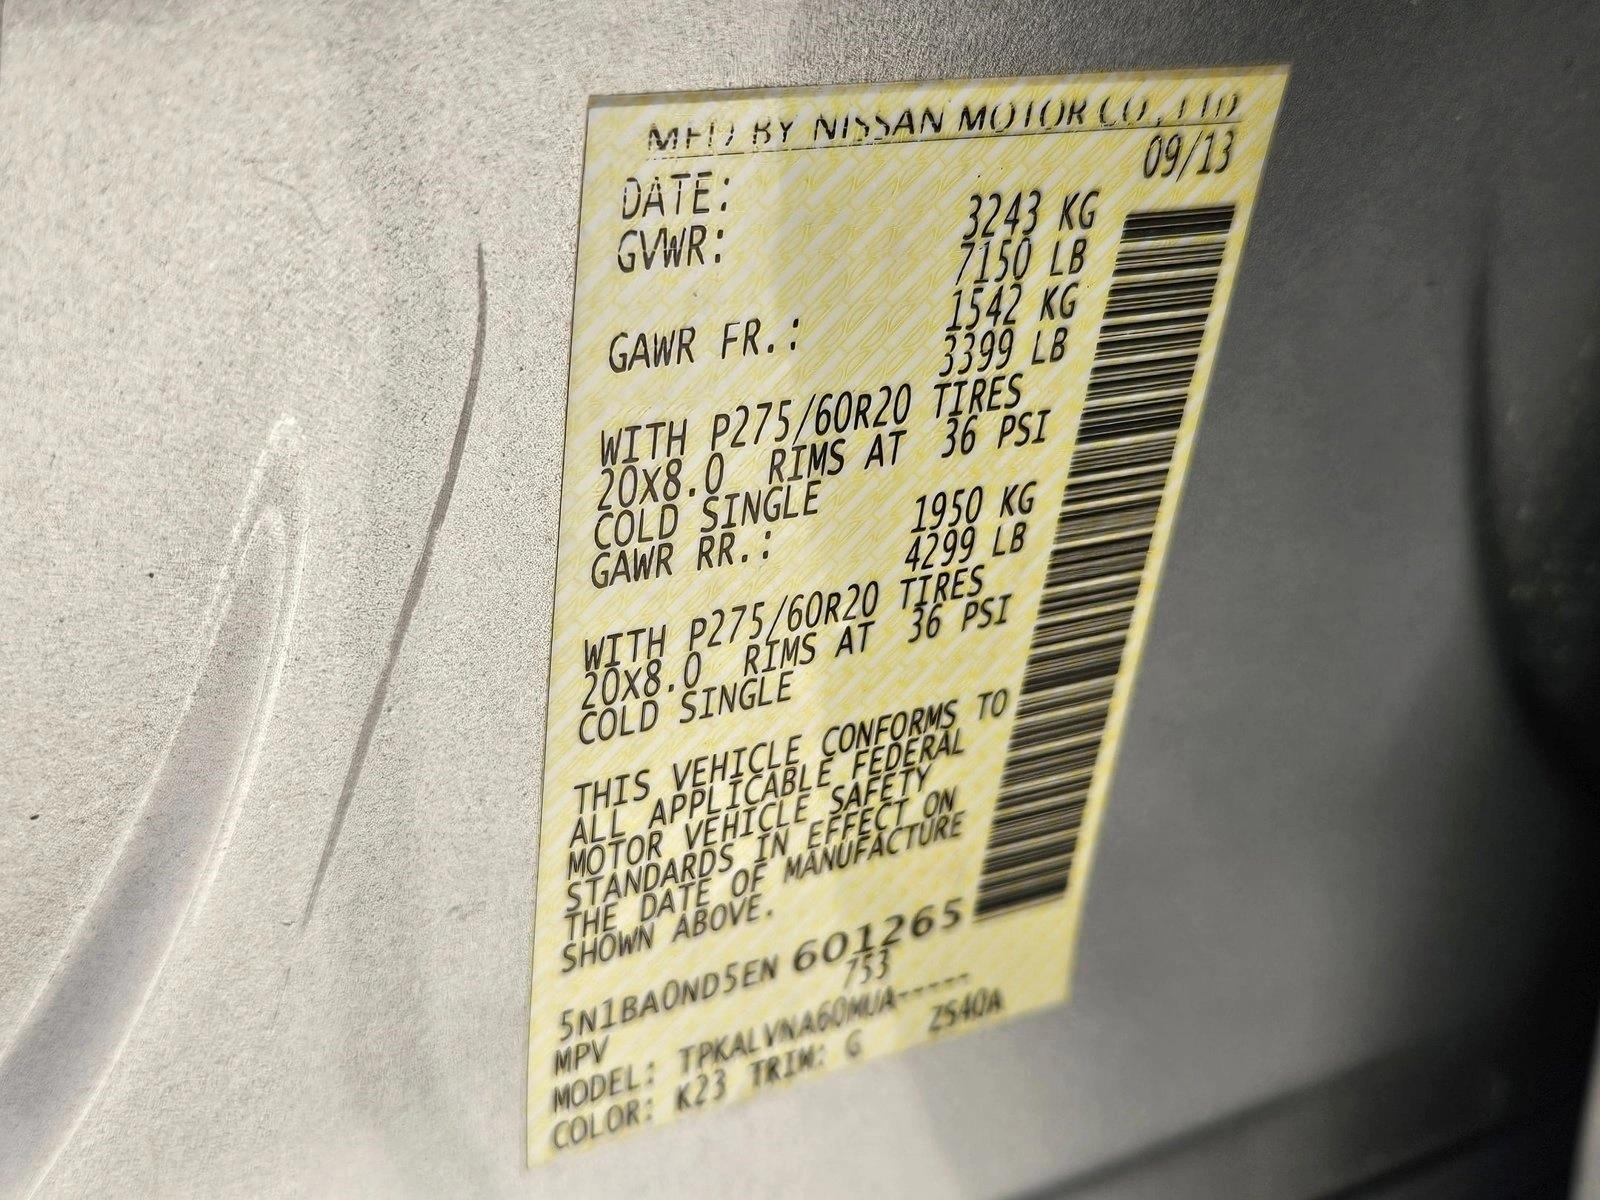 MFD BY NISSAN MOTOR CO., LTD
DATE: 09/13
GVWR: 3243 KG
7150 LB
GAWR FR.: 1542 KG
3399 LB
WITH P275/60R20 TIRES
20X8.0 RIMS AT 36 PSI
COLD SINGLE
GAWR RR.: 1950 KG
4299 LB
WITH P275/60R20 TIRES
20X8.0 RIMS AT 36 PSI
COLD SINGLE
THIS VEHICLE CONFORMS TO
ALL APPLICABLE FEDERAL
MOTOR VEHICLE SAFETY
STANDARDS IN EFFECT ON
THE DATE OF MANUFACTURE
SHOWN ABOVE.
5N1BA0ND5EN 601265
MPV 753
MODEL: TPKALVNA60MUA-----
COLOR: K23 TRIM: G ZS40A